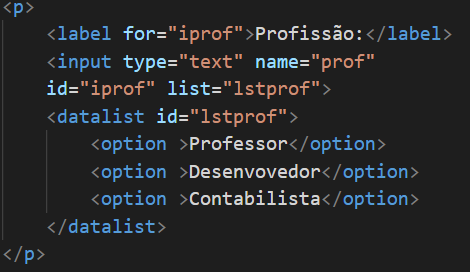 <p>
<label for="iprof">Profissão:</label>
<input type="text" name="prof"
id="iprof" list="lstprof">
<datalist id="lstprof">
<option >Professor</option>
<option >Desenvovedor</option>
<option >Contabilista</option>
</datalist>
</p>